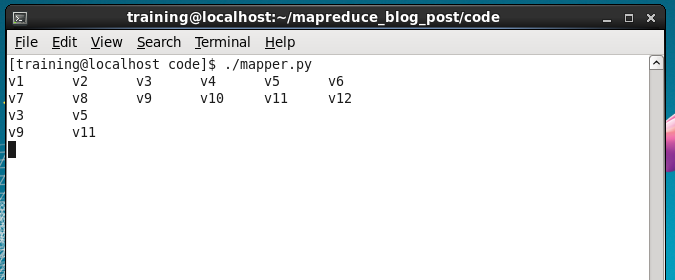 training@localhost:~/mapreduce_blog_post/code
File Edit View Search Terminal Help
[training@localhost code]$ ./mapper.py
v1 v2 v3 v4 v5 v6
v7 v8 v9 v10 v11 v12
v3 v5
v9 v11